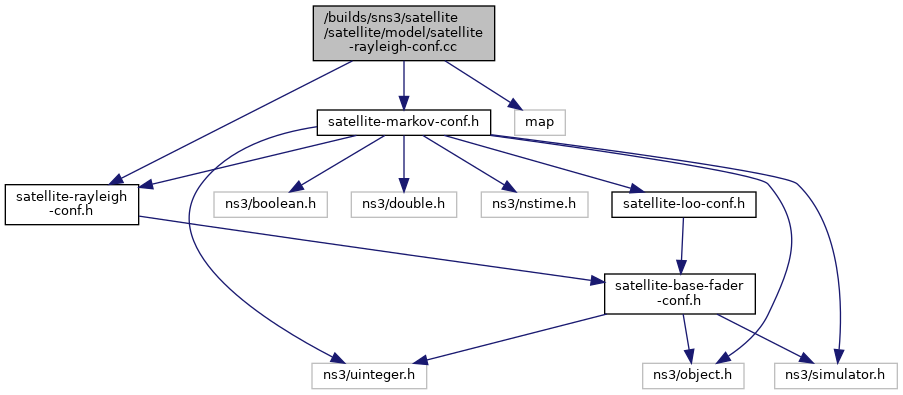 /builds/sns3/satellite
/satellite/model/satellite
-rayleigh-conf.cc
satellite-markov-conf.h
map
satellite-rayleigh
-conf.h
ns3/boolean.h
ns3/double.h
ns3/nstime.h
satellite-loo-conf.h
satellite-base-fader
-conf.h
ns3/uinteger.h
ns3/object.h
ns3/simulator.h